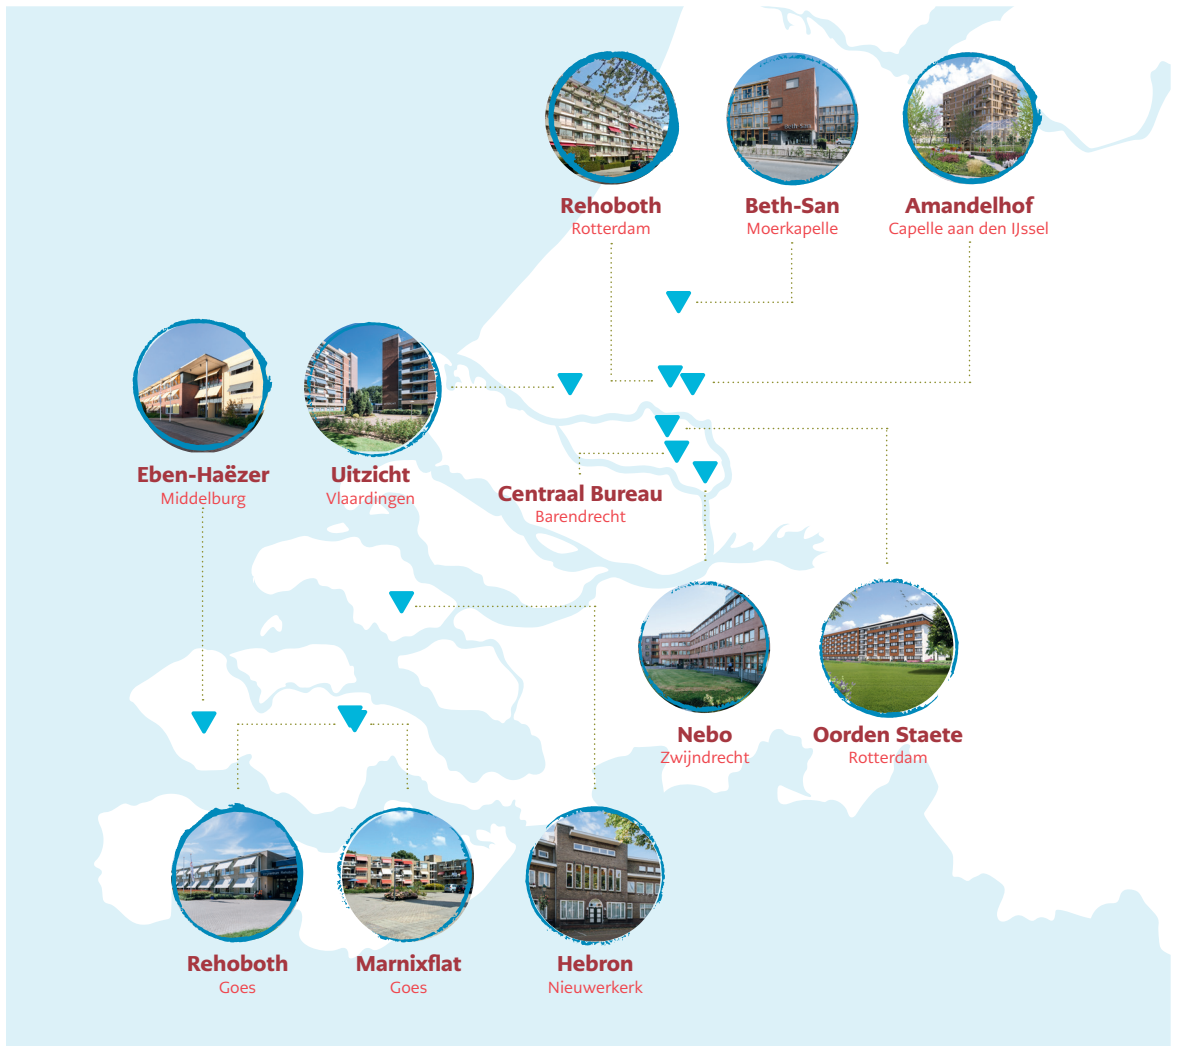 Rehoboth
Rotterdam
Beth-San
Moerkapelle
Amandelhof
Capelle aan den IJssel
Eben-Haëzer
Middelburg
Uitzicht
Vlaardingen
Centraal Bureau
Barendrecht
Nebo
Zwijndrecht
Oorden Staete
Rotterdam
Rehoboth
Goes
Marnixflat
Goes
Hebron
Nieuwerkerk